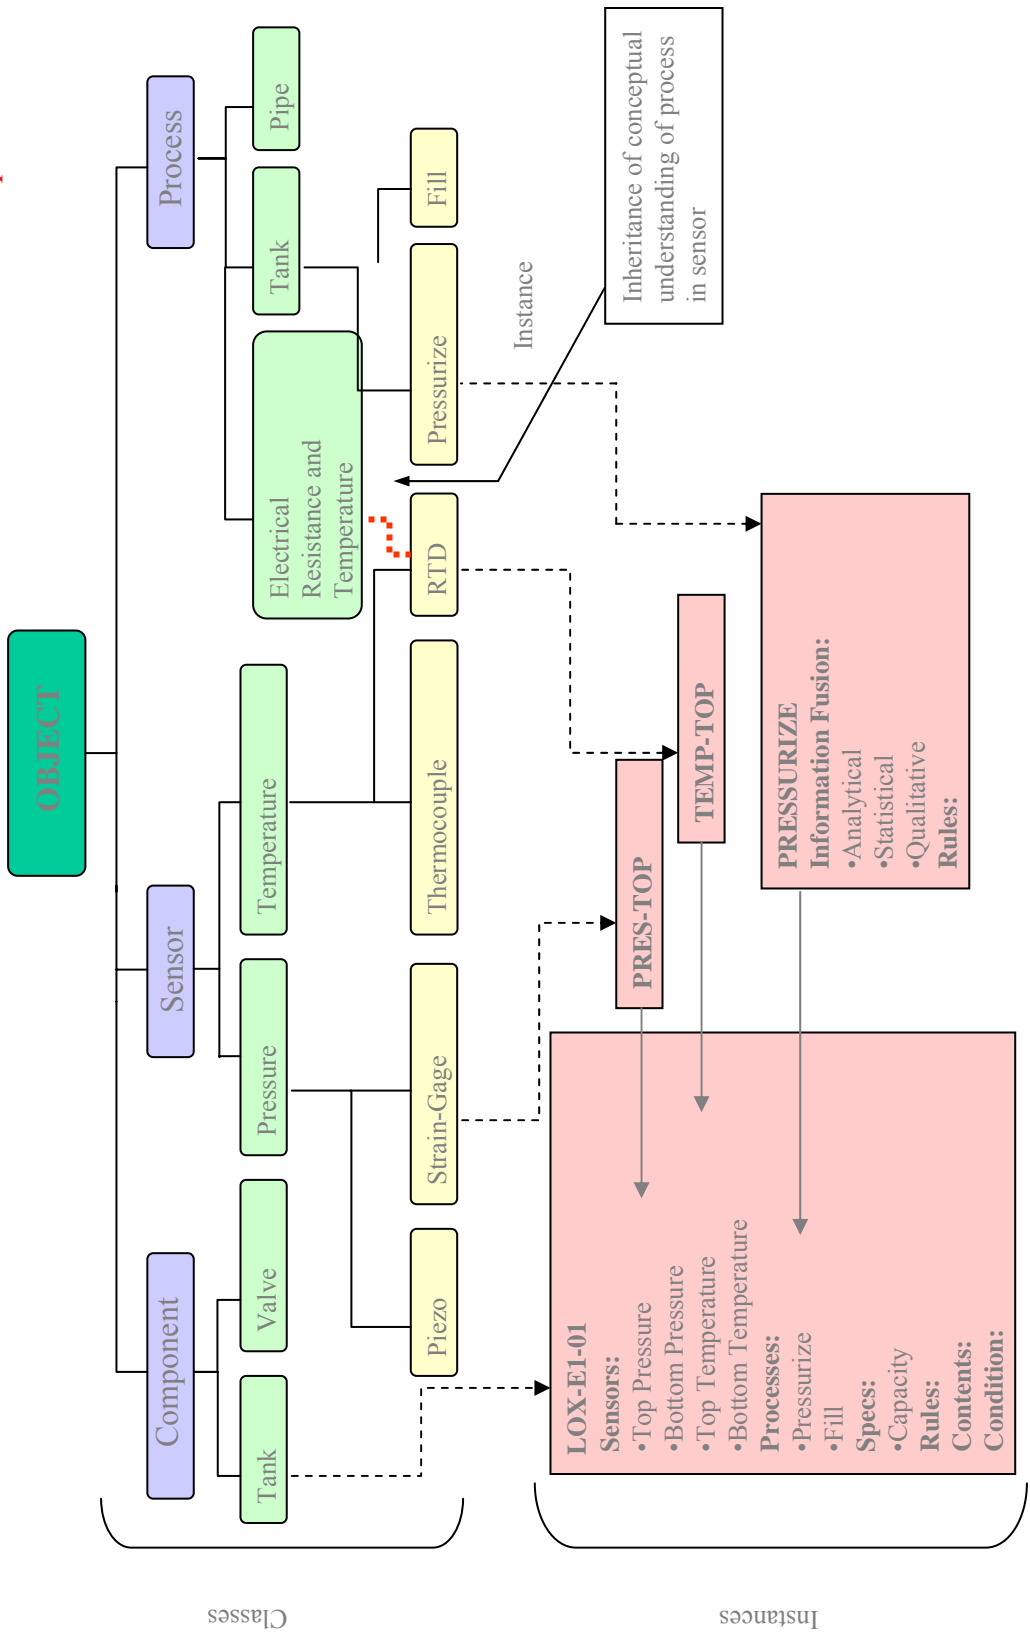 OBJECT
Component
Sensor
Process
Tank
Valve
Pressure
Temperature
Electrical
Resistance and
Temperature
Tank
Pipe
Piezo
Strain-Gage
Thermocouple
RTD
Pressurize
Fill
Classes
Instance
Inheritance of conceptual
understanding of process
in sensor
LOX-E1-01
Sensors:
•Top Pressure
•Bottom Pressure
•Top Temperature
•Bottom Temperature
Processes:
•Pressurize
•Fill
Specs:
•Capacity
Rules:
Contents:
Condition:
PRES-TOP
TEMP-TOP
PRESSURIZE
Information Fusion:
•Analytical
•Statistical
•Qualitative
Rules:
Instances